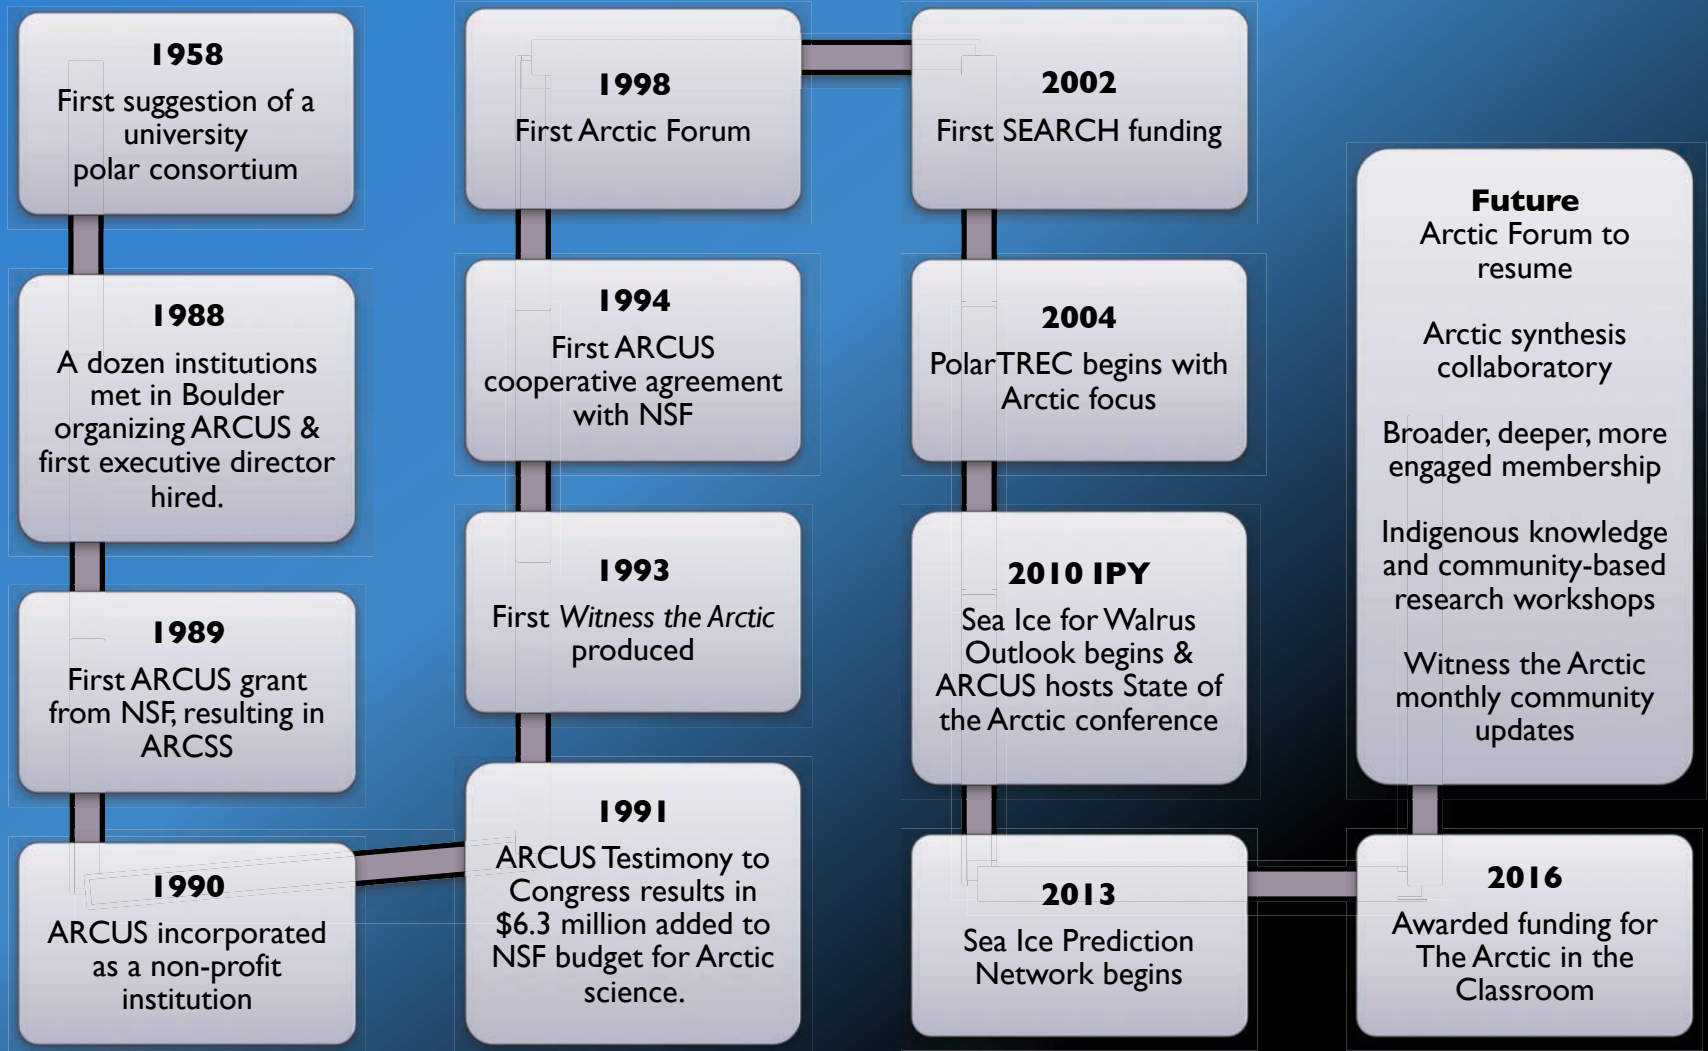 1958
First suggestion of a
university
polar consortium
1988
A dozen institutions
met in Boulder
organizing ARCUS &
first executive director
hired.
1989
First ARCUS grant
from NSF, resulting in
ARCSS
1990
ARCUS incorporated
as a non-profit
institution
1991
ARCUS Testimony to
Congress results in
$6.3 million added to
NSF budget for Arctic
science.
1993
First Witness the Arctic
produced
1994
First ARCUS
cooperative agreement
with NSF
1998
First Arctic Forum
2002
First SEARCH funding
2004
PolarTREC begins with
Arctic focus
2010 IPY
Sea Ice for Walrus
Outlook begins &
ARCUS hosts State of
the Arctic conference
2013
Sea Ice Prediction
Network begins
2016
Awarded funding for
The Arctic in the
Classroom
Future
Arctic Forum to
resume
Arctic synthesis
collaboratory
Broader, deeper, more
engaged membership
Indigenous knowledge
and community-based
research workshops
Witness the Arctic
monthly community
updates